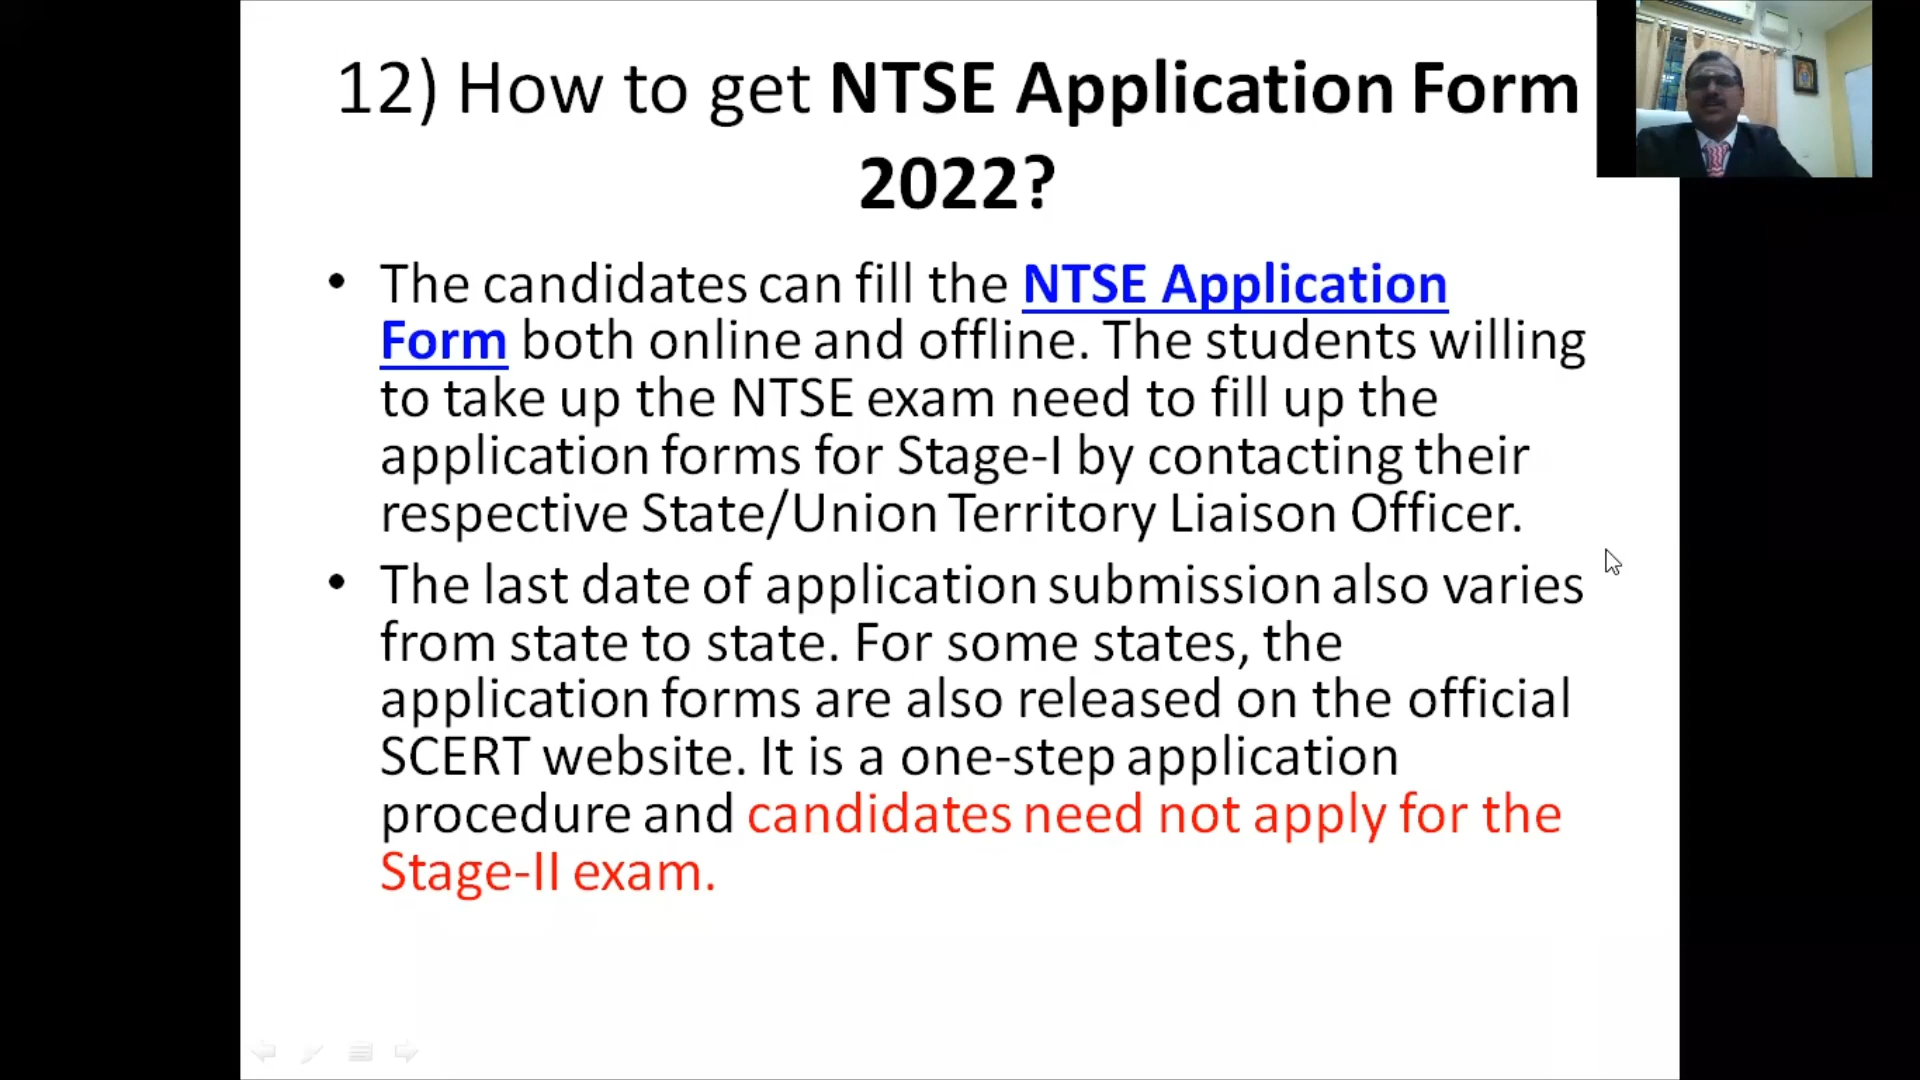 12) How to get NTSE Application Form
2022?
• The candidates can fill the NTSE Application
Form both online and offline. The students willing
to take up the NTSE exam need to fill up the
application forms for Stage-I by contacting their
respective State/Union Territory Liaison Officer.
• The last date of application submission also varies
from state to state. For some states, the
application forms are also released on the official
SCERT website. It is a one-step application
procedure and candidates need not apply for the
Stage-II exam.